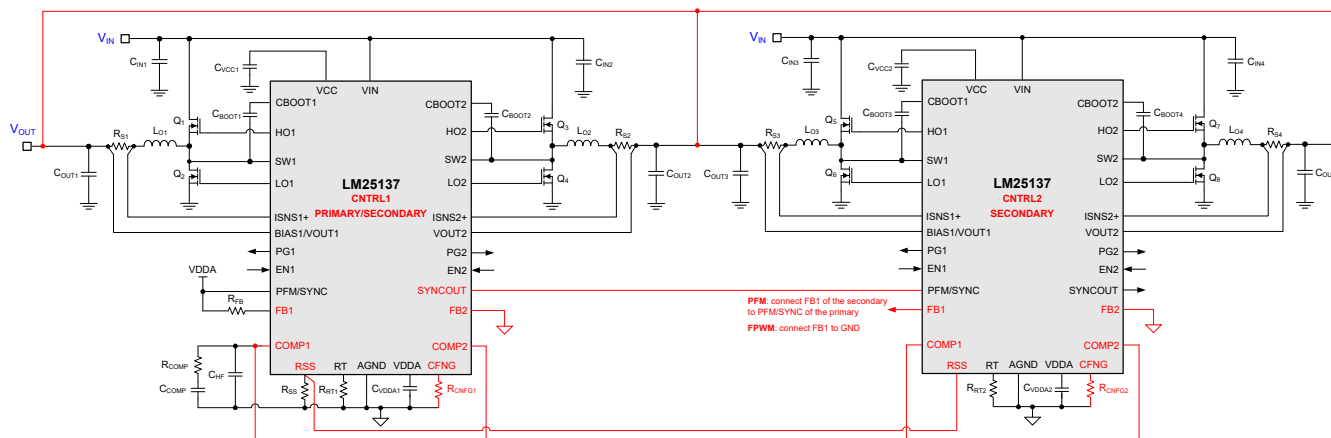 VIN
CIN1
CVCC1
CIN2
VCC
VIN
CBOOT1
CBOOT2
CBOOT1
CBOOT2
Q1
HO1
HO2
Q3
VOUT
RS1
LO1
LO2
RS2
SW1
SW2
COUT1
Q2
LO1
LO2
Q4
COUT2
LM25137
CNTRL1
PRIMARY/SECONDARY
ISNS1+
ISNS2+
BIAS1/VOUT1
VOUT2
PG1
PG2
VDDA
EN1
EN2
PFM/SYNC
SYNCOUT
RFB
FB1
FB2
COMP1
COMP2
RCOMP
CHF
CCOMP
RSS
RT
AGND
VDDA
CFNG
RSS
RRT1
CVDDA1
RCNFG1
VIN
CIN3
CVCC2
CIN4
VCC
VIN
CBOOT1
CBOOT2
CBOOT3
CBOOT4
Q5
HO1
HO2
Q7
RS3
LO3
LO4
RS4
SW1
SW2
COUT3
Q6
LO1
LO2
Q8
COU
LM25137
CNTRL2
SECONDARY
ISNS1+
ISNS2+
BIAS1/VOUT1
VOUT2
PG1
PG2
EN1
EN2
PFM/SYNC
SYNCOUT
PFM: connect FB1 of the secondary
to PFM/SYNC of the primary
FPWM: connect FB1 to GND
FB1
FB2
COMP1
COMP2
RSS
RT
AGND
VDDA
CFNG
RRT2
CVDDA2
RCNFG2